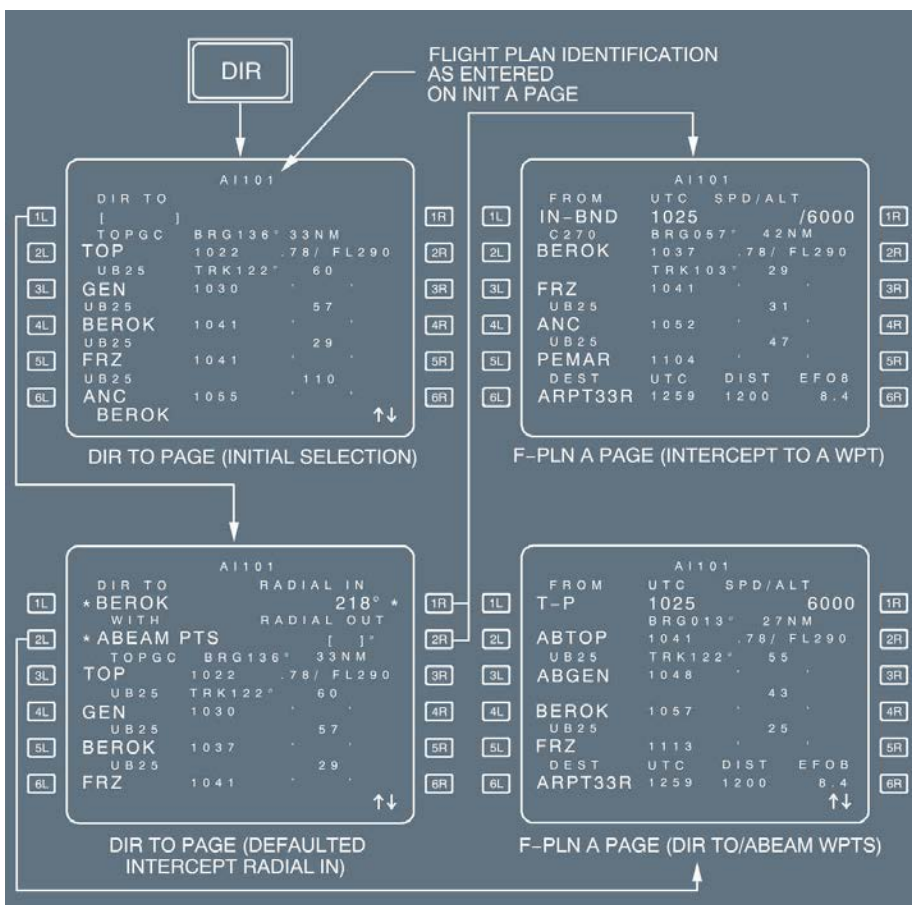 DIR
FLIGHT PLAN IDENTIFICATION
AS ENTERED
ON INIT A PAGE
AI101
DIR TO
1L [ ] 1R
TOPGC BRG136° 33NM
2L TOP 1022 .78/ FL290 2R
UB25 TRK122° 60
3L GEN 1030 ' ' 3R
UB25 57
4L BEROK 1041 ' ' 4R
UB25 29
5L FRZ 1041 ' ' 5R
UB25 110
6L ANC 1055 ' ' 6R
BEROK ↑↓
DIR TO PAGE (INITIAL SELECTION)
AI101
FROM UTC SPD/ALT
1L IN-BND 1025 /6000 1R
C270 BRG057° 42NM
2L BEROK 1037 .78/ FL290 2R
TRK103° 29
3L FRZ 1041 ' ' 3R
UB25 31
4L ANC 1052 ' ' 4R
UB25 47
5L PEMAR 1104 ' ' 5R
DEST UTC DIST EFOB
6L ARPT33R 1259 1200 8.4 6R
F-PLN A PAGE (INTERCEPT TO A WPT)
AI101
DIR TO RADIAL IN
1L *BEROK 218° * 1R
WITH RADIAL OUT
2L *ABEAM PTS [ ]° 2R
TOPGC BRG136° 33NM
3L TOP 1022 .78/ FL290 3R
UB25 TRK122° 60
4L GEN 1030 ' ' 4R
UB25 57
5L BEROK 1037 ' ' 5R
UB25 29
6L FRZ 1041 ' ' 6R
↑↓
DIR TO PAGE (DEFAULTED
INTERCEPT RADIAL IN)
AI101
FROM UTC SPD/ALT
1L T-P 1025 6000 1R
BRG013° 27NM
2L ABTOP 1041 .78/ FL290 2R
UB25 TRK122° 55
3L ABGEN 1048 ' ' 3R
43
4L BEROK 1057 ' ' 4R
UB25 25
5L FRZ 1113 ' ' 5R
DEST UTC DIST EFOB
6L ARPT33R 1259 1200 8.4 6R
↑↓
F-PLN A PAGE (DIR TO/ABEAM WPTS)